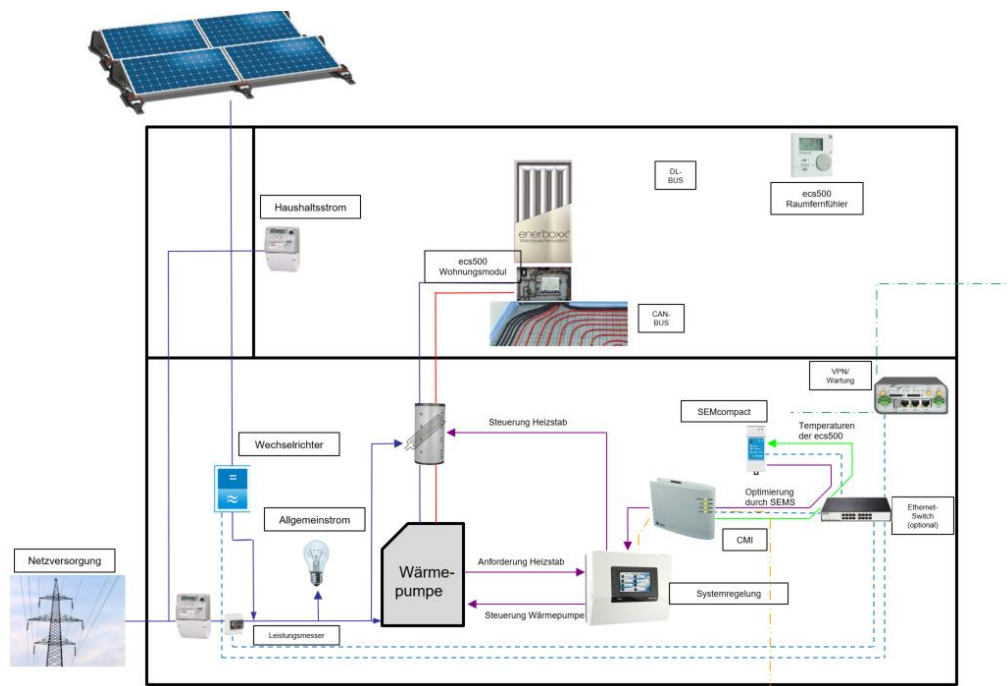 Haushaltsstrom
enerboxx
ecs500
Wohnungsmodul
DL-
BUS
ecs500
Raumfernfühler
CAN-
BUS
VPN/
Wartung
SEMcompact
Steuerung Heizstab
Temperaturen
der ecs500
Wechselrichter
Optimierung
durch SEMS
Allgemeinstrom
Ethernet-
Switch
(optional)
CMI
Netzversorgung
Wärme-
pumpe
Anforderung Heizstab
Systemregelung
Steuerung Wärmepumpe
Leistungsmesser